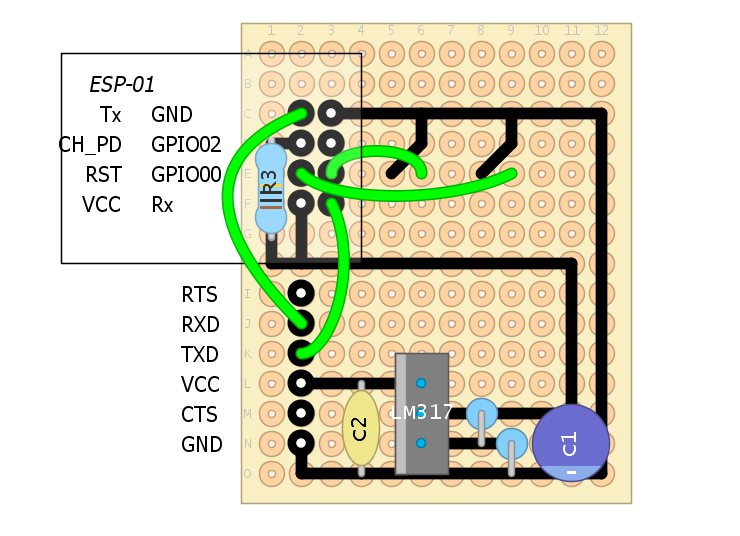 1 2 3 4 5 6 7 8 9 10 11 12
A
B
ESP-01
Tx GND
C
CH_PD GPIO02
RST GPIO00
E
VCC Rx
F
R3
G
RTS
I
RXD
J
TXD
K
VCC
L
CTS
M
LM317
C2
GND
N
C1
O